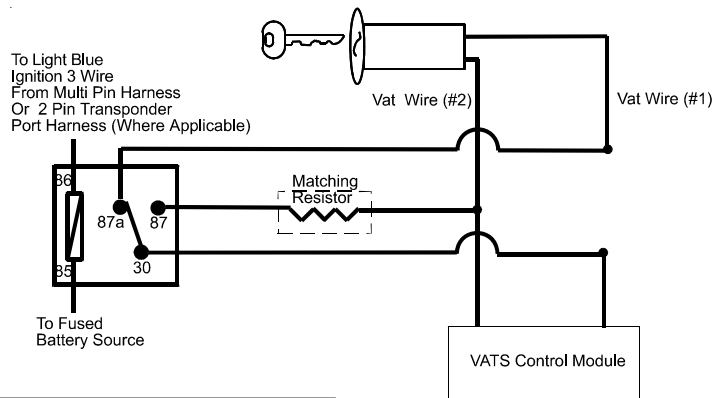 To Light Blue
Ignition 3 Wire
From Multi Pin Harness
Or 2 Pin Transponder
Port Harness (Where Applicable)
Vat Wire (#2)
Vat Wire (#1)
86
87a
87
30
85
Matching
Resistor
To Fused
Battery Source
VATS Control Module